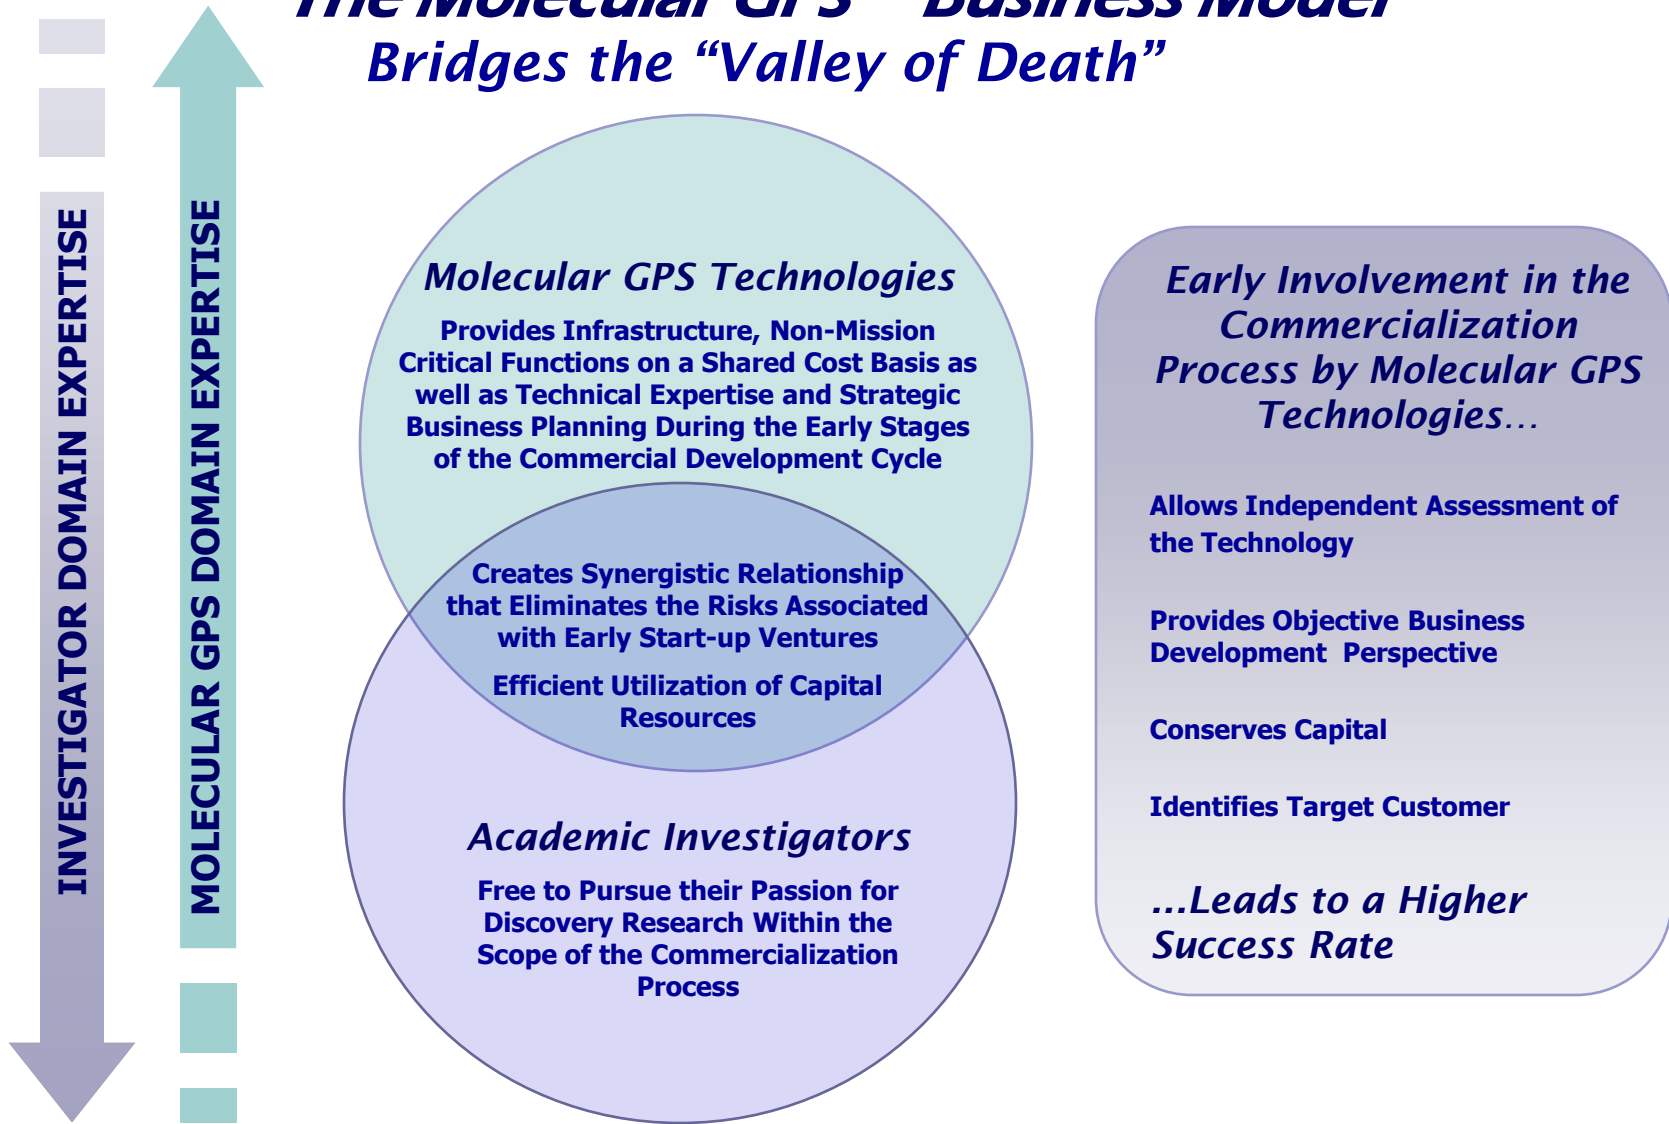 The Molecular GPS Business Model
Bridges the “Valley of Death”
INVESTIGATOR DOMAIN EXPERTISE
MOLECULAR GPS DOMAIN EXPERTISE
Molecular GPS Technologies
Provides Infrastructure, Non-Mission
Critical Functions on a Shared Cost Basis as
well as Technical Expertise and Strategic
Business Planning During the Early Stages
of the Commercial Development Cycle
Creates Synergistic Relationship
that Eliminates the Risks Associated
with Early Start-up Ventures
Efficient Utilization of Capital
Resources
Academic Investigators
Free to Pursue their Passion for
Discovery Research Within the
Scope of the Commercialization
Process
Early Involvement in the
Commercialization
Process by Molecular GPS
Technologies...
Allows Independent Assessment of
the Technology
Provides Objective Business
Development Perspective
Conserves Capital
Identifies Target Customer
...Leads to a Higher
Success Rate